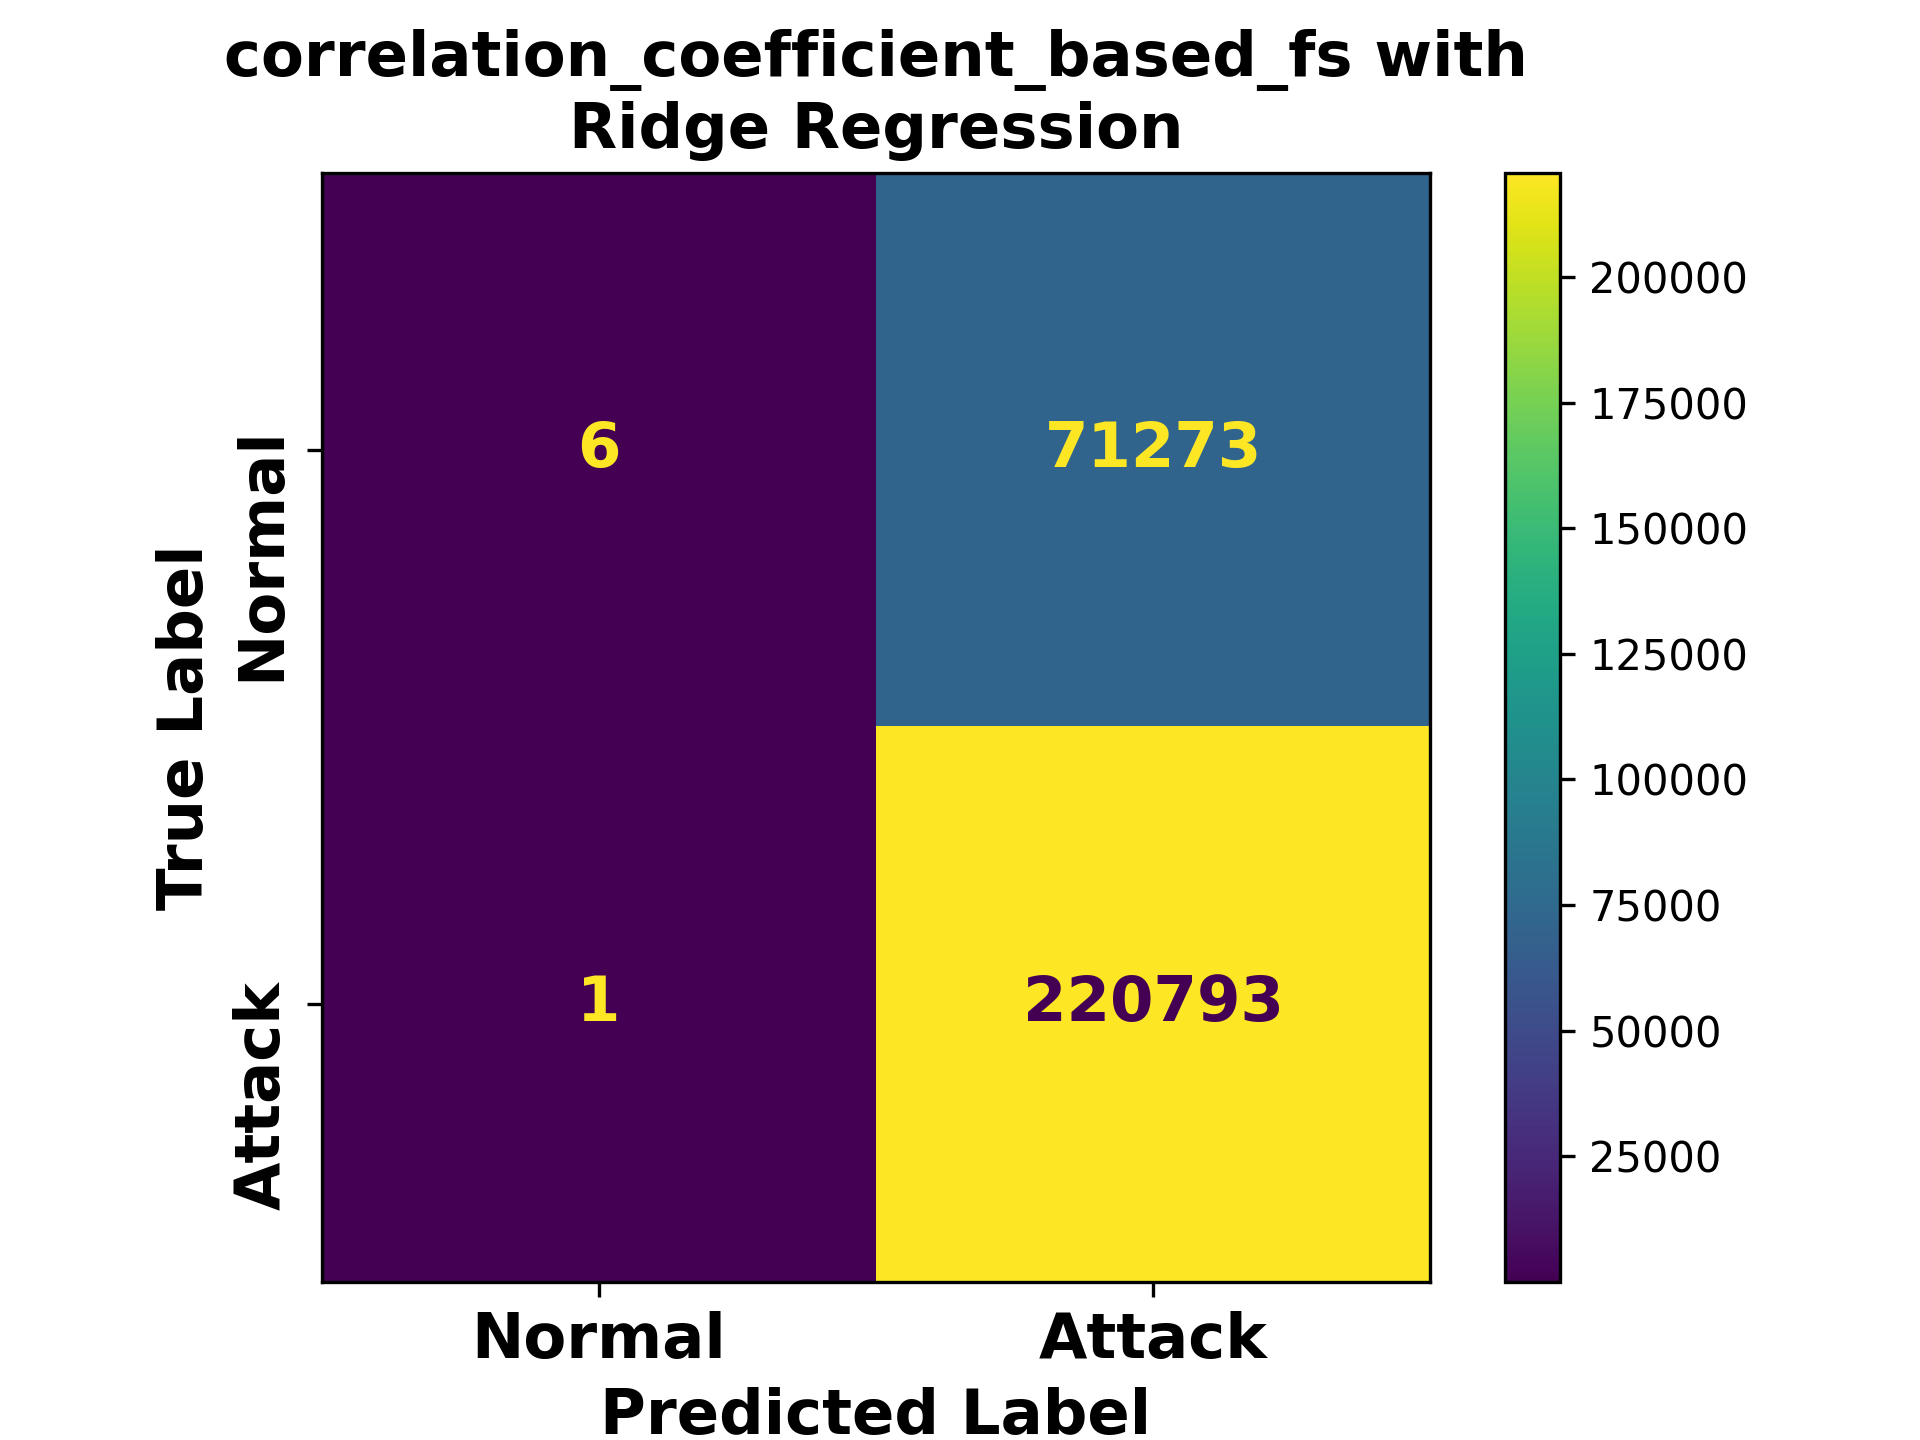 correlation_coefficient_based_fs with
Ridge Regression
True Label
Normal
Attack
6
71273
1
220793
Normal
Attack
Predicted Label
200000
175000
150000
125000
100000
75000
50000
25000